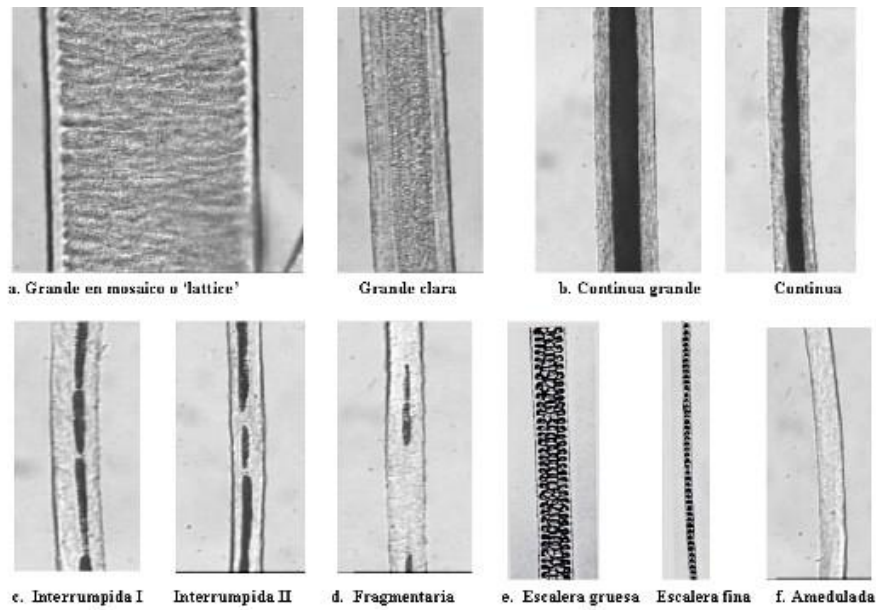 a. Grande en mosaico o 'lattice' Grande clara b. Continua grande Continua
c. Interrumpida I Interrumpida II d. Fragmentaria e. Escalera gruesa Escalera fina f. Amedulada